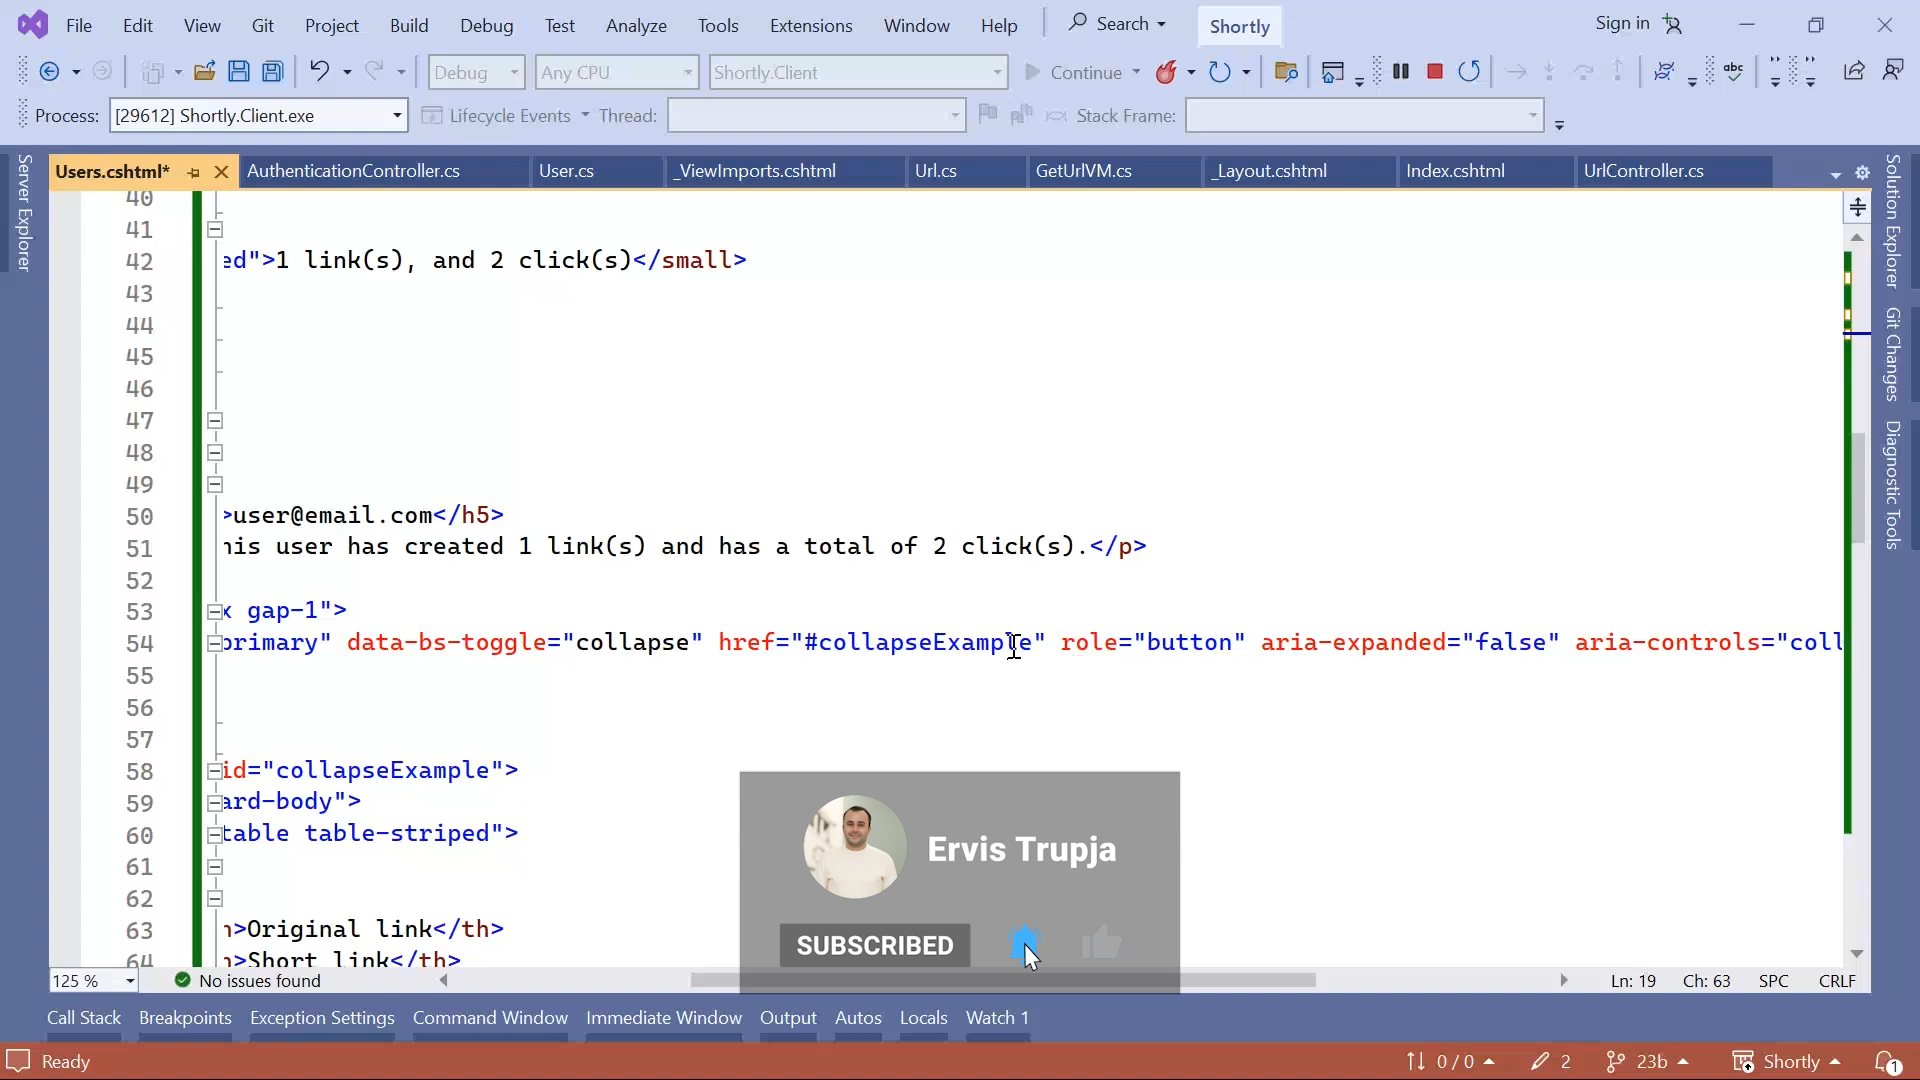 File Edit View Git Project Build Debug Test Analyze Tools Extensions Window Help Search Shortly Sign in
Debug Any CPU Shortly.Client Continue abc
Process: [29612] Shortly.Client.exe Lifecycle Events Thread: Stack Frame:
Users.cshtml* AuthenticationController.cs User.cs _ViewImports.cshtml Url.cs GetUrlVM.cs _Layout.cshtml Index.cshtml UrlController.cs
Server Explorer
Solution Explorer
Git Changes
Diagnostic Tools
40
41
42 ed">1 link(s), and 2 click(s)</small>
43
44
45
46
47
48
49
50 >user@email.com</h5>
51 his user has created 1 link(s) and has a total of 2 click(s).</p>
52
53 x gap-1">
54 primary" data-bs-toggle="collapse" href="#collapseExample" role="button" aria-expanded="false" aria-controls="coll
55
56
57
58 id="collapseExample">
59 ard-body">
60 table table-striped">
61
62
63 h>Original link</th>
64 h>Short link</th>
Ervis Trupja
SUBSCRIBED
125 % No issues found Ln: 19 Ch: 63 SPC CRLF
Call Stack Breakpoints Exception Settings Command Window Immediate Window Output Autos Locals Watch 1
Ready 0 / 0 2 23b Shortly 1